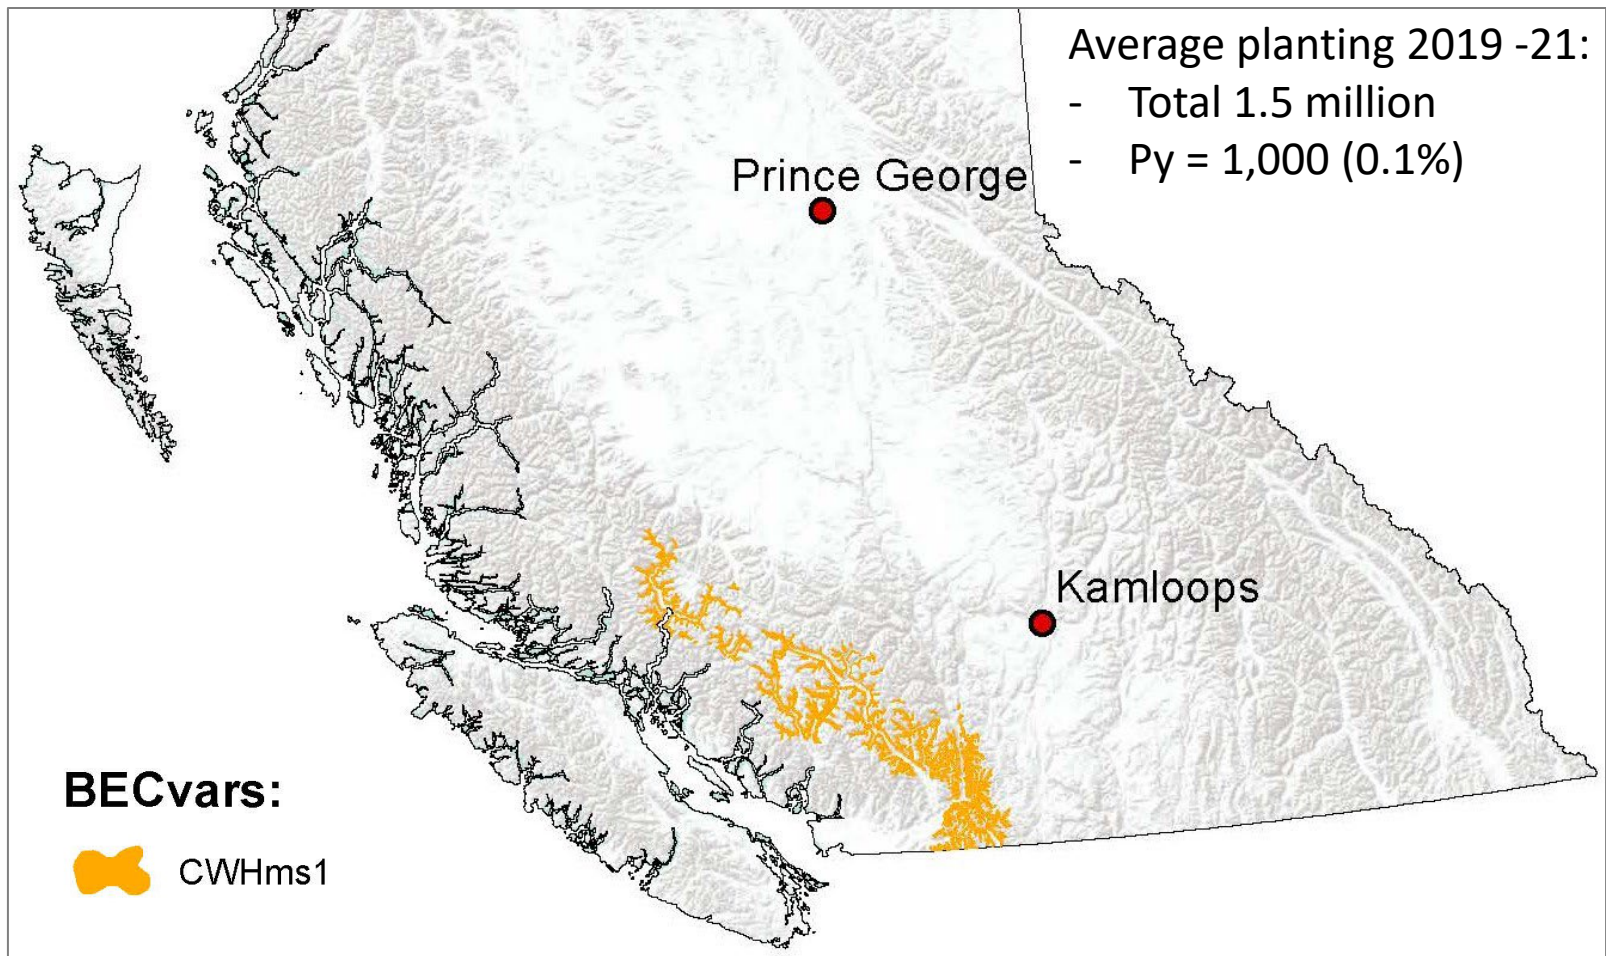 Average planting 2019 -21:
- Total 1.5 million
- Py = 1,000 (0.1%)
Prince George
Kamloops
BECvars:
CWHms1